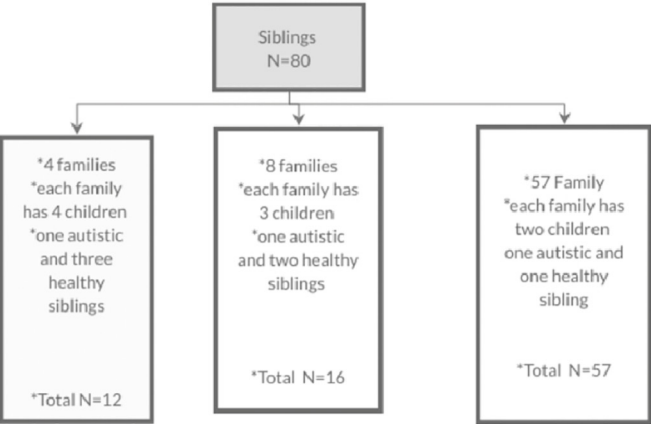 Siblings
N=80
*4 families
*each family
has 4 children
*one autistic
and three
healthy
siblings
*Total N=12
*8 families
*each family has
3 children
*one autistic
and two healthy
siblings
*Total N=16
*57 Family
*each family has
two children
one autistic and
one healthy
sibling
*Total N=57